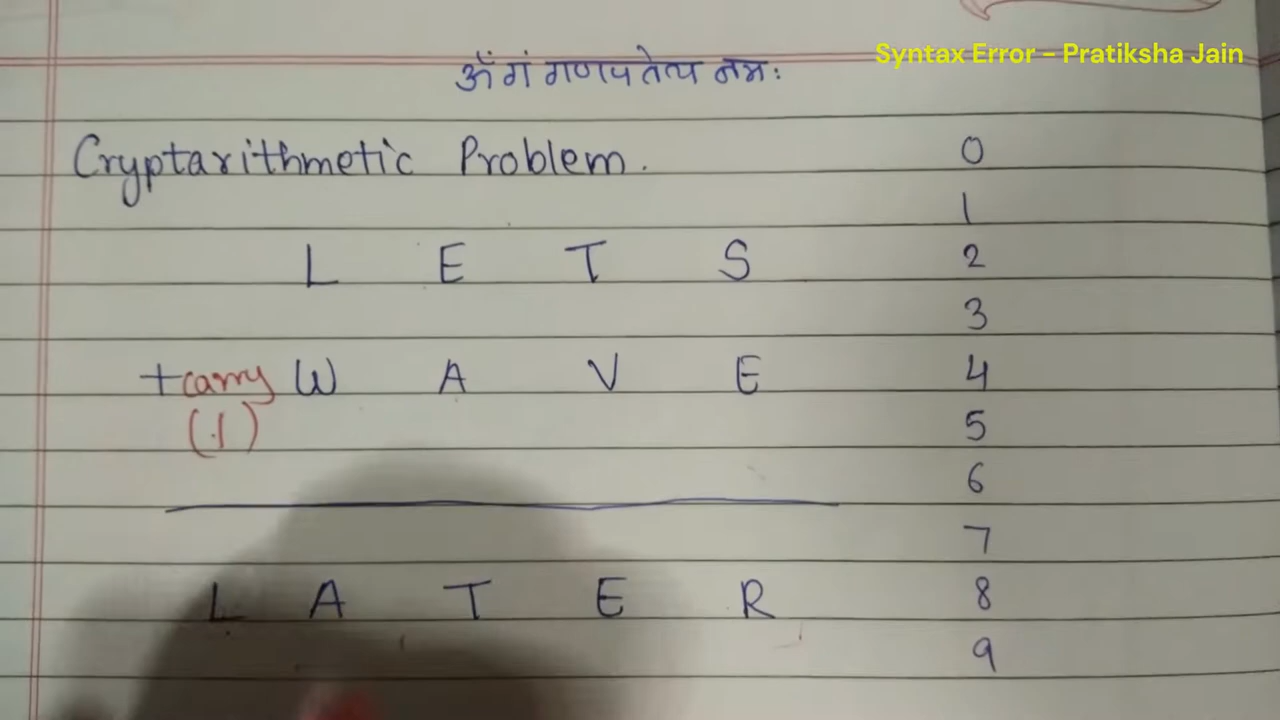 Syntax Error - Pratiksha Jain
ॐ गं गणपतेत्य नमः
Cryptarithmetic Problem. 0
1
L E T S 2
3
+carry W A V E 4
(1) 5
6
7
L A T E R 8
9